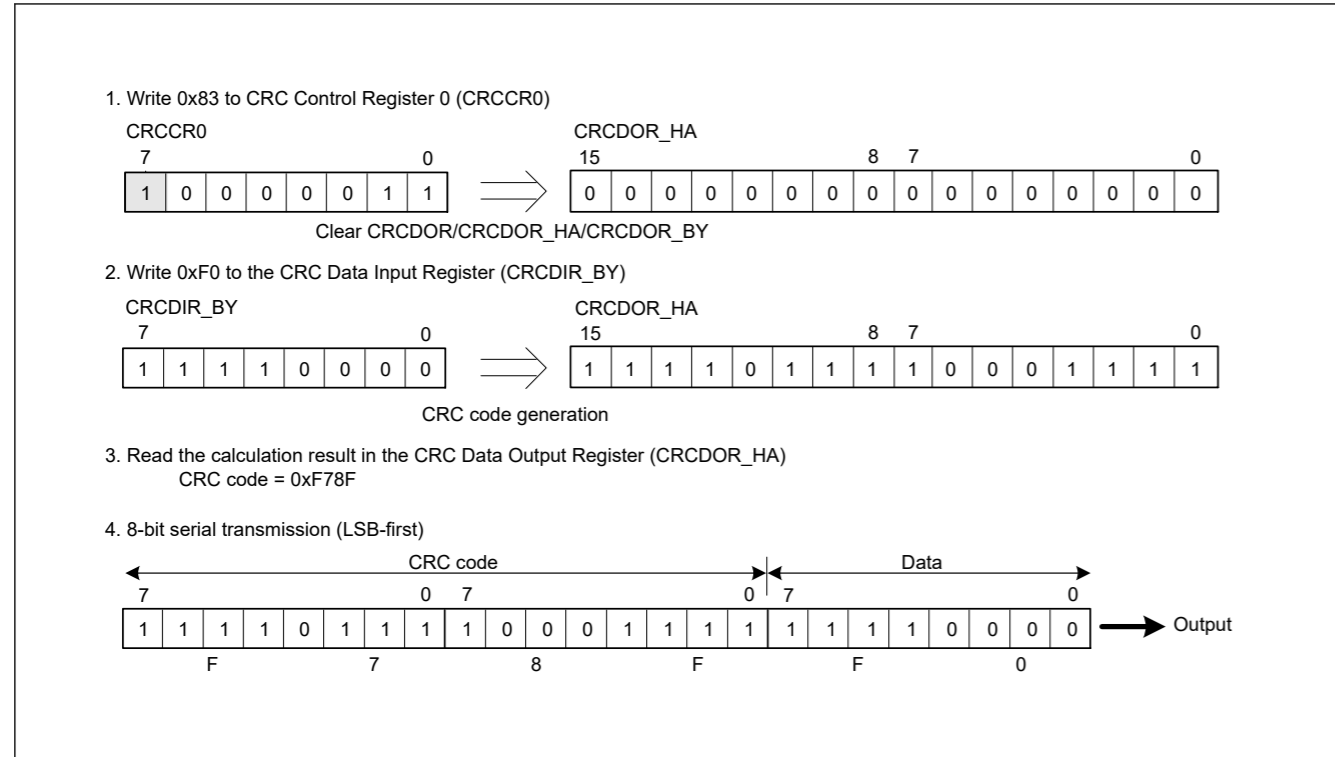 1. Write 0x83 to CRC Control Register 0 (CRCCR0)
CRCCR0 CRCDOR_HA
7 0 15 8 7 0
1 0 0 0 0 0 1 1 0 0 0 0 0 0 0 0 0 0 0 0 0 0 0 0
Clear CRCDOR/CRCDOR_HA/CRCDOR_BY
2. Write 0xF0 to the CRC Data Input Register (CRCDIR_BY)
CRCDIR_BY CRCDOR_HA
7 0 15 8 7 0
1 1 1 1 0 0 0 0 1 1 1 1 0 1 1 1 1 0 0 0 1 1 1 1
CRC code generation
3. Read the calculation result in the CRC Data Output Register (CRCDOR_HA)
CRC code = 0xF78F
4. 8-bit serial transmission (LSB-first)
CRC code Data
7 0 7 0 7 0
1 1 1 1 0 1 1 1 1 0 0 0 1 1 1 1 1 1 1 1 0 0 0 0 Output
F 7 8 F F 0